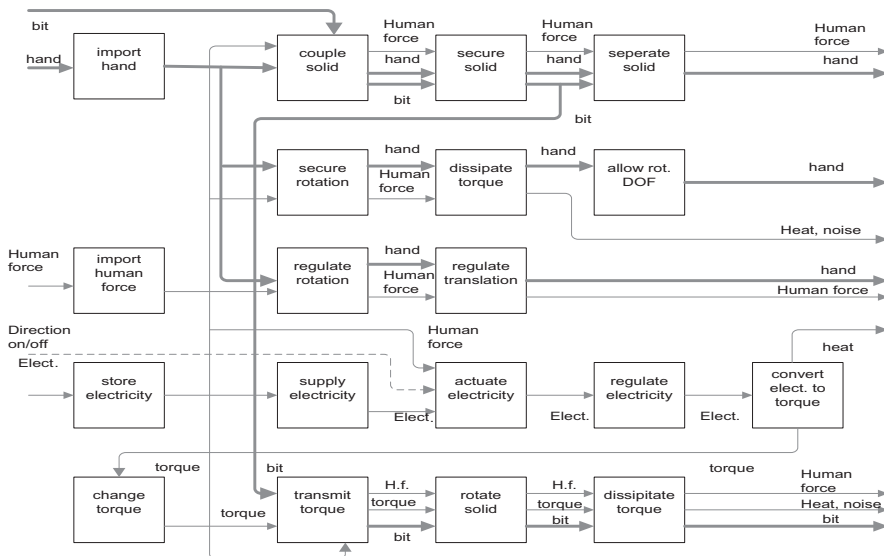 bit
Human
force
Human
force
Human
force
hand
import
hand
couple
solid
hand
secure
solid
hand
seperate
solid
hand
bit
bit
secure
rotation
hand
Human
force
dissipate
torque
hand
allow rot.
DOF
hand
Heat, noise
Human
force
import
human
force
regulate
rotation
hand
Human
force
regulate
translation
hand
Human force
Direction
on/off
Human
force
heat
Elect.
store
electricity
supply
electricity
Elect.
actuate
electricity
Elect.
regulate
electricity
Elect.
convert
elect. to
torque
torque
bit
torque
change
torque
torque
transmit
torque
H.f.
torque
bit
rotate
solid
H.f.
torque
bit
dissipitate
torque
Human
force
Heat, noise
bit